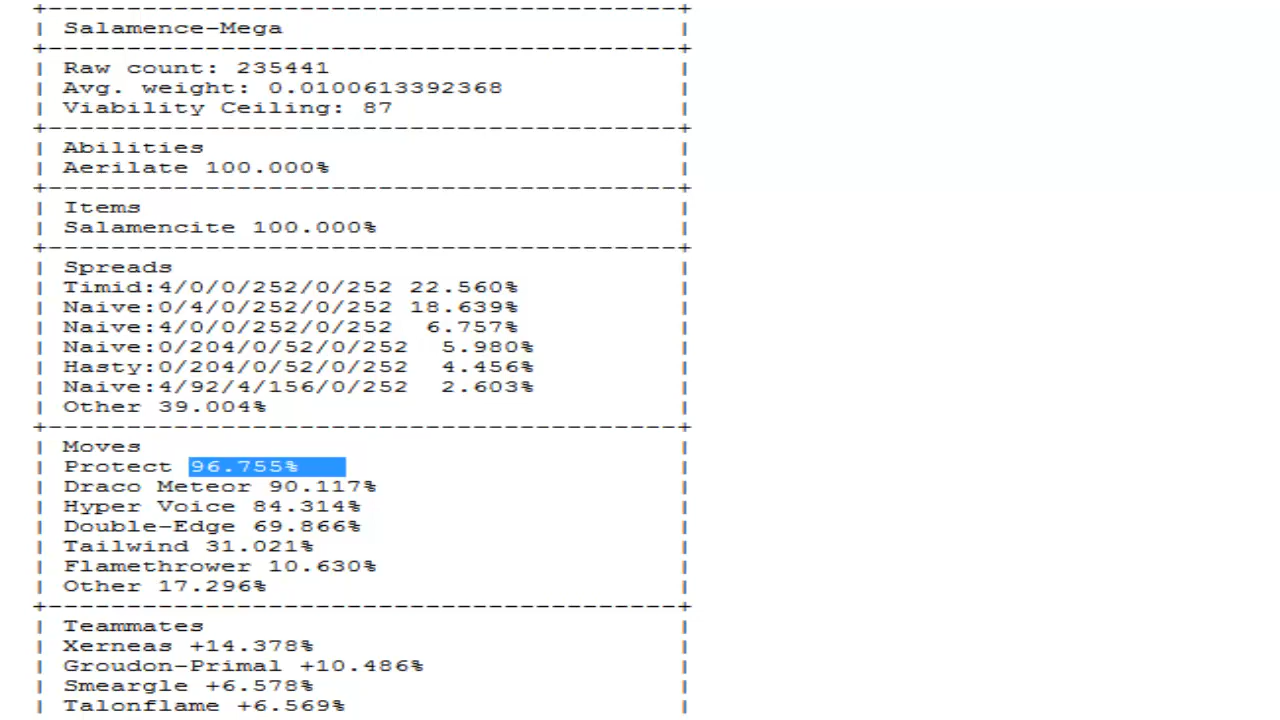 +----------------------------------------+
| Salamence-Mega |
+----------------------------------------+
| Raw count: 235441 |
| Avg. weight: 0.0100613392368 |
| Viability Ceiling: 87 |
+----------------------------------------+
| Abilities |
| Aerilate 100.000% |
+----------------------------------------+
| Items |
| Salamencite 100.000% |
+----------------------------------------+
| Spreads |
| Timid:4/0/0/252/0/252 22.560% |
| Naive:0/4/0/252/0/252 18.639% |
| Naive:4/0/0/252/0/252 6.757% |
| Naive:0/204/0/52/0/252 5.980% |
| Hasty:0/204/0/52/0/252 4.456% |
| Naive:4/92/4/156/0/252 2.603% |
| Other 39.004% |
+----------------------------------------+
| Moves |
| Protect 96.755% |
| Draco Meteor 90.117% |
| Hyper Voice 84.314% |
| Double-Edge 69.866% |
| Tailwind 31.021% |
| Flamethrower 10.630% |
| Other 17.296% |
+----------------------------------------+
| Teammates |
| Xerneas +14.378% |
| Groudon-Primal +10.486% |
| Smeargle +6.578% |
| Talonflame +6.569% |